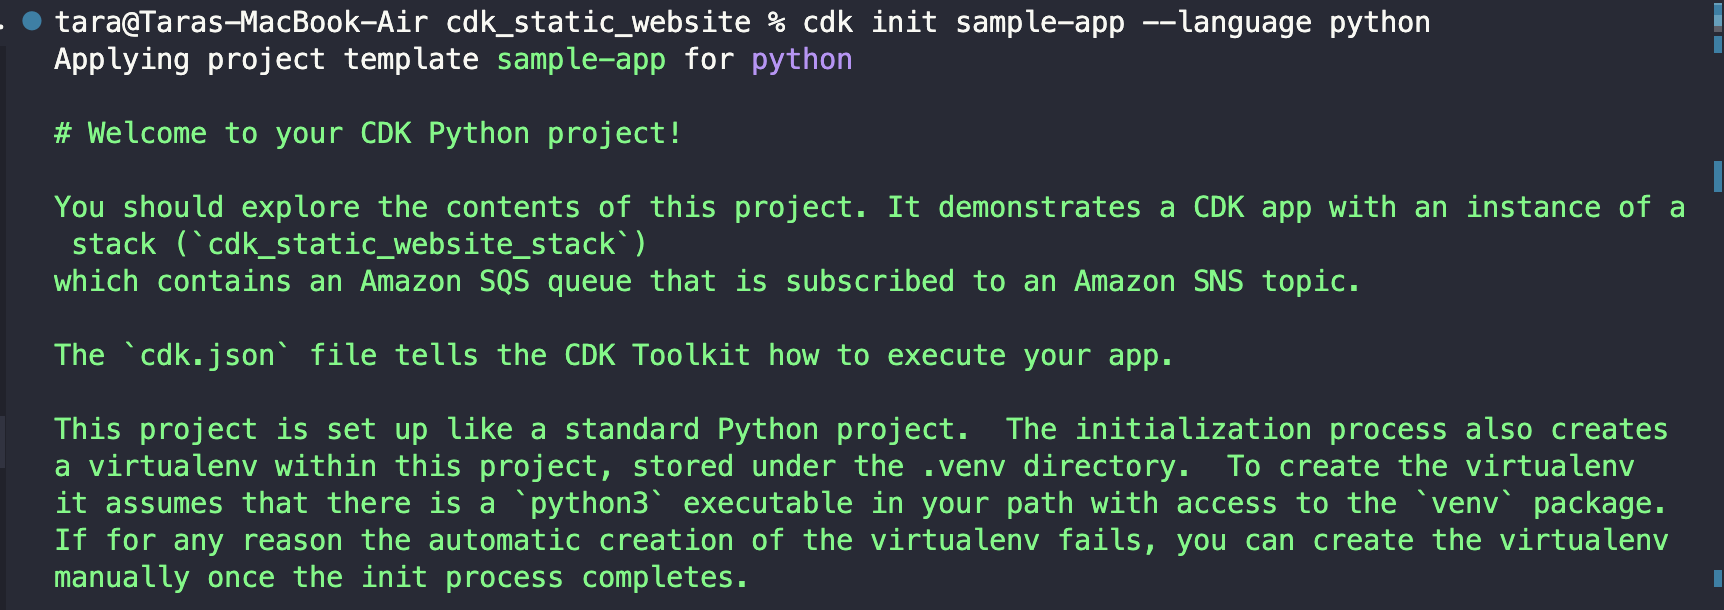 tara@Taras-MacBook-Air cdk_static_website % cdk init sample-app --language python
Applying project template sample-app for python
# Welcome to your CDK Python project!
You should explore the contents of this project. It demonstrates a CDK app with an instance of a
stack (`cdk_static_website_stack`)
which contains an Amazon SQS queue that is subscribed to an Amazon SNS topic.
The `cdk.json` file tells the CDK Toolkit how to execute your app.
This project is set up like a standard Python project.  The initialization process also creates
a virtualenv within this project, stored under the .venv directory.  To create the virtualenv
it assumes that there is a `python3` executable in your path with access to the `venv` package.
If for any reason the automatic creation of the virtualenv fails, you can create the virtualenv
manually once the init process completes.